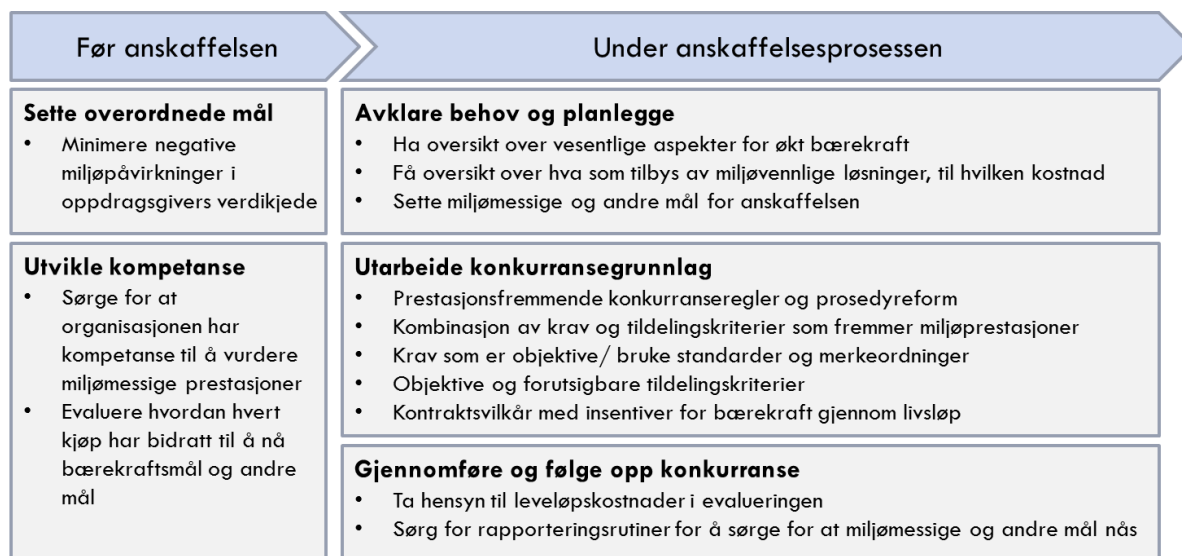 Før anskaffelsen
Under anskaffelsesprosessen
Sette overordnede mål
• Minimere negative
miljøpåvirkninger i
oppdragsgivers verdikjede
Utvikle kompetanse
• Sørge for at
organisasjonen har
kompetanse til å vurdere
miljømessige prestasjoner
• Evaluere hvordan hvert
kjøp har bidratt til å nå
bærekraftsmål og andre
mål
Avklare behov og planlegge
• Ha oversikt over vesentlige aspekter for økt bærekraft
• Få oversikt over hva som tilbys av miljøvennlige løsninger, til hvilken kostnad
• Sette miljømessige og andre mål for anskaffelsen
Utarbeide konkurransegrunnlag
• Prestasjonsfremmende konkurranseregler og prosedyreform
• Kombinasjon av krav og tildelingskriterier som fremmer miljøprestasjoner
• Krav som er objektive/ bruke standarder og merkeordninger
• Objektive og forutsigbare tildelingskriterier
• Kontraktsvilkår med insentiver for bærekraft gjennom livsløp
Gjennomføre og følge opp konkurranse
• Ta hensyn til leveløpskostnader i evalueringen
• Sørg for rapporteringsrutiner for å sørge for at miljømessige og andre mål nås